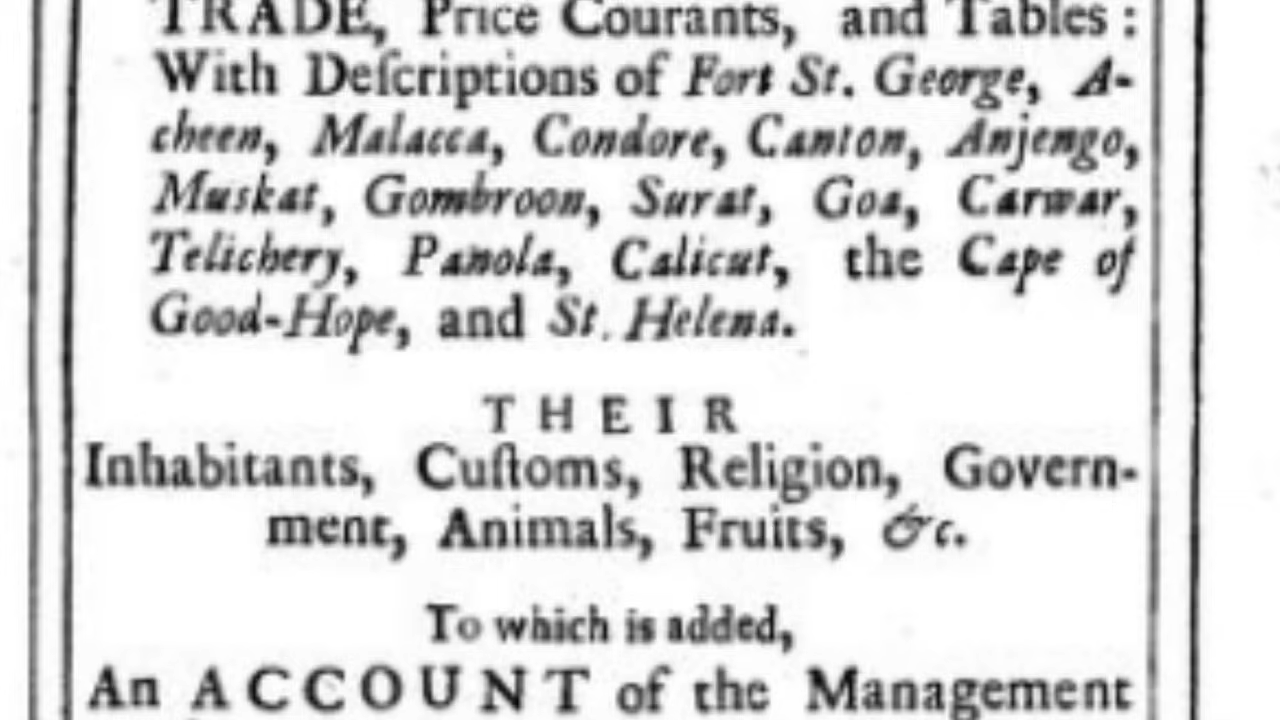 TRADE, Price Courants, and Tables:
With Deſcriptions of Fort St. George, A-
cheen, Malacca, Condore, Canton, Anjengo,
Muskat, Gombroon, Surat, Goa, Carwar,
Telichery, Panola, Calicut, the Cape of
Good-Hope, and St. Helena.
THEIR
Inhabitants, Cuſtoms, Religion, Govern-
ment, Animals, Fruits, &c.
To which is added,
An ACCOUNT of the Management